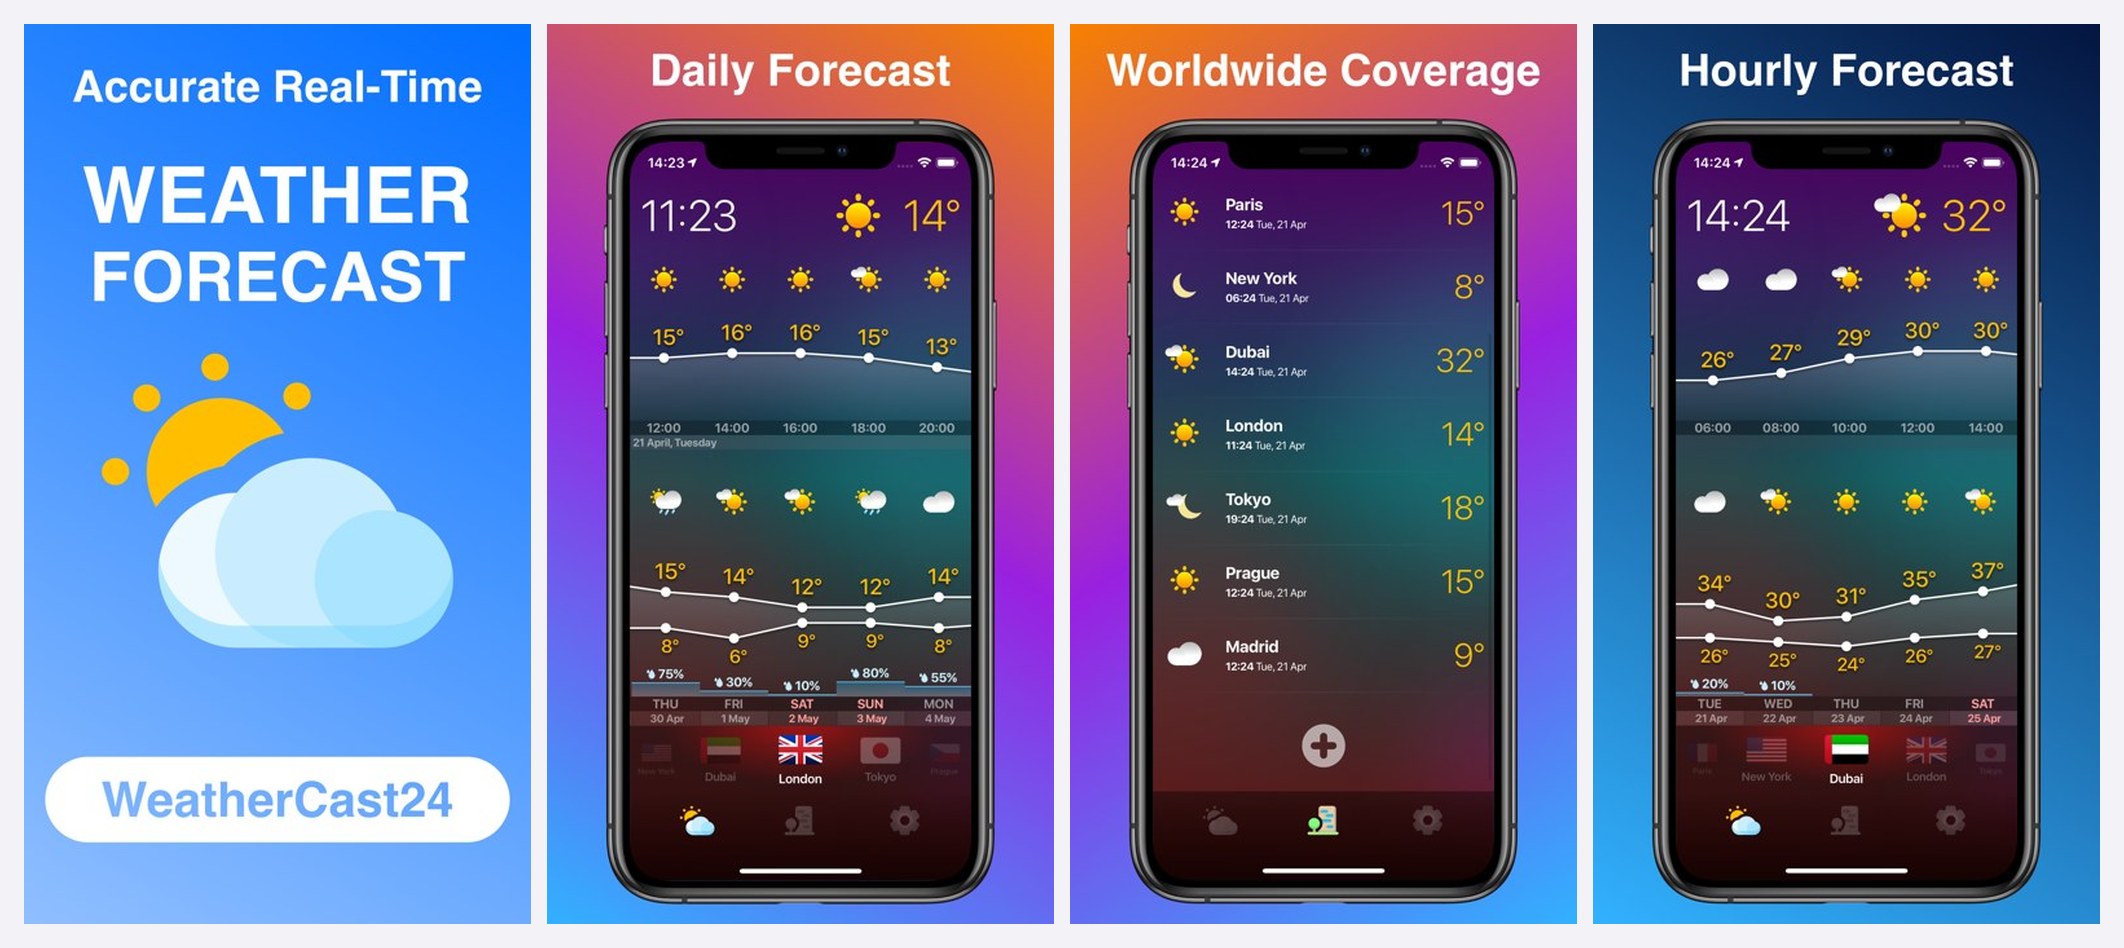 Accurate Real-Time
WEATHER
FORECAST
WeatherCast24
Daily Forecast
14:23
11:23 14°
15° 16° 16° 15° 13°
12:00 14:00 16:00 18:00 20:00
21 April, Tuesday
15° 14° 12° 12° 14°
8° 6° 9° 9° 8°
75% 30% 10% 80% 55%
THU FRI SAT SUN MON
30 Apr 1 May 2 May 3 May 4 May
New York Dubai London Tokyo Prague
Worldwide Coverage
14:24
Paris 15°
12:24 Tue, 21 Apr
New York 8°
06:24 Tue, 21 Apr
Dubai 32°
14:24 Tue, 21 Apr
London 14°
11:24 Tue, 21 Apr
Tokyo 18°
19:24 Tue, 21 Apr
Prague 15°
12:24 Tue, 21 Apr
Madrid 9°
12:24 Tue, 21 Apr
Hourly Forecast
14:24
14:24 32°
26° 27° 29° 30° 30°
06:00 08:00 10:00 12:00 14:00
34° 30° 31° 35° 37°
26° 25° 24° 26° 27°
20% 10%
TUE WED THU FRI SAT
21 Apr 22 Apr 23 Apr 24 Apr 25 Apr
Paris New York Dubai London Tokyo